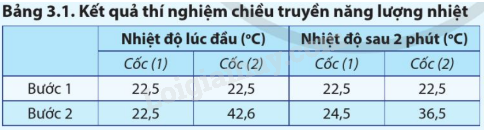 Bảng 3.1. Kết quả thí nghiệm chiều truyền năng lượng nhiệt
Nhiệt độ lúc đầu (ºC) Nhiệt độ sau 2 phút (ºC)
Cốc (1) Cốc (2) Cốc (1) Cốc (2)
Bước 1 22,5 22,5 22,5 22,5
Bước 2 22,5 42,6 24,5 36,5